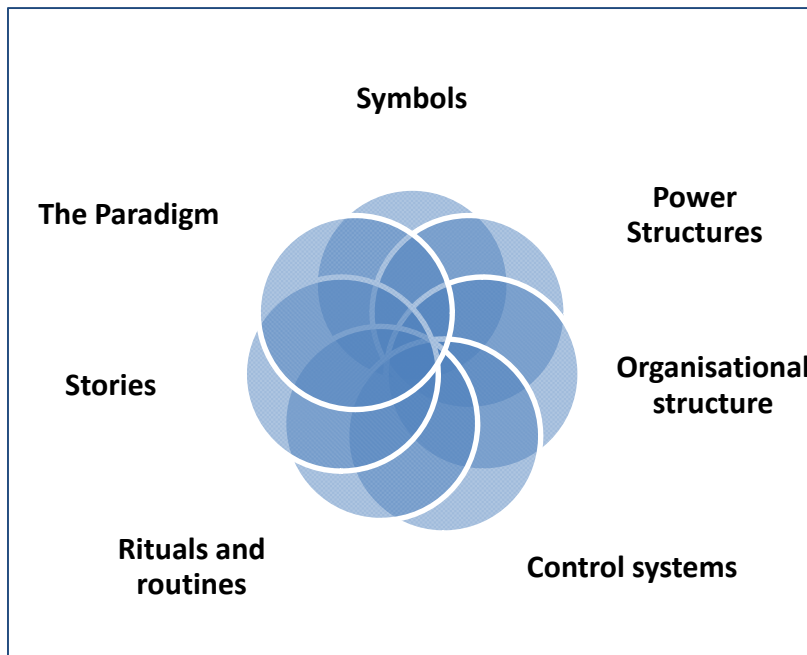 Symbols
Power
Structures
The Paradigm
Organisational
structure
Stories
Rituals and
routines
Control systems